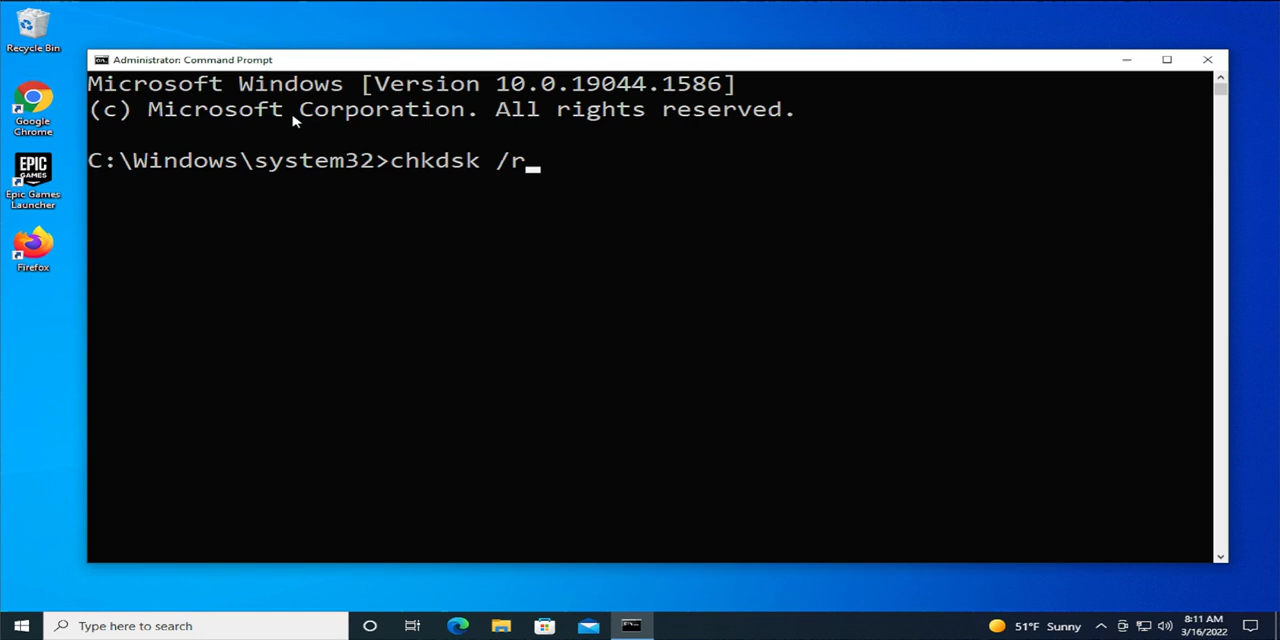 Recycle Bin
Administrator: Command Prompt
Microsoft Windows [Version 10.0.19044.1586]
(c) Microsoft Corporation. All rights reserved.
C:\Windows\system32>chkdsk /r
Google
Chrome
EPIC
GAMES
Epic Games
Launcher
Firefox
Type here to search
51°F Sunny
8:11 AM
3/16/2022